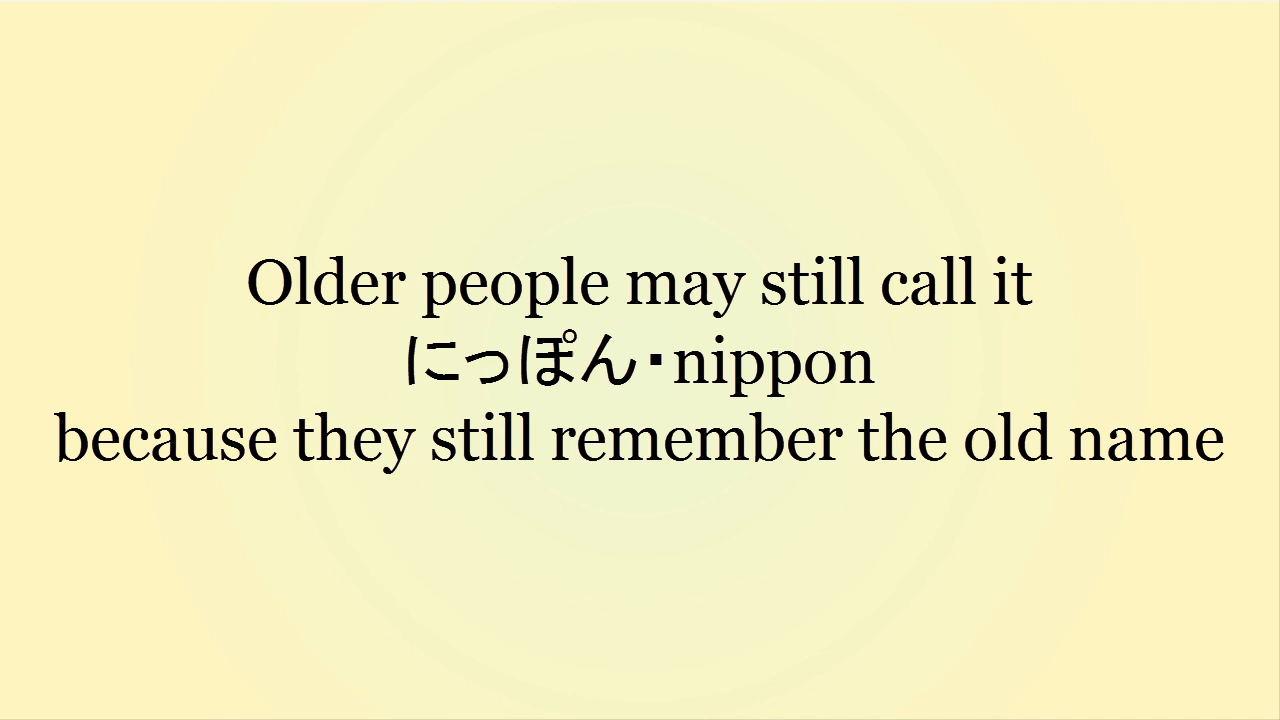 Older people may still call it
にっぽん・nippon
because they still remember the old name